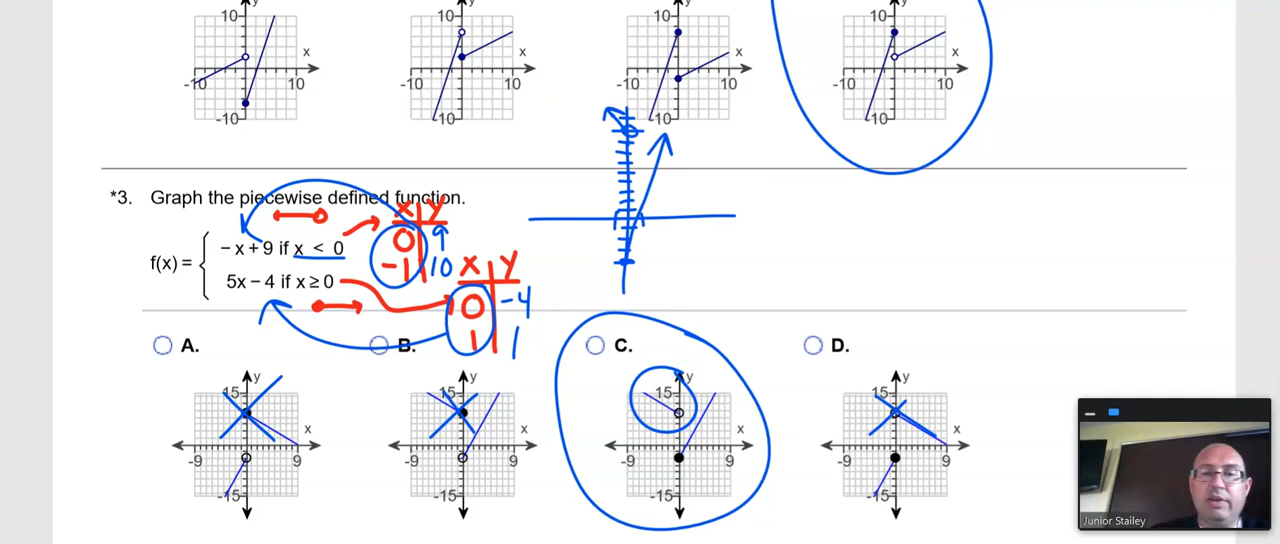 10 y 10 y 10 y 10 y
x x x x
-10 10 -10 10 -10 10 -10 10
-10 -10 -10 -10
*3. Graph the piecewise defined function.
x y
0 9
-1 10
f(x) = { -x + 9 if x < 0
5x - 4 if x ≥ 0
x y
0 -4
1 1
A. B. C. D.
15 y 15 y 15 y 15 y
x x x x
-9 9 -9 9 -9 9 -9 9
-15 -15 -15 -15
Junior Stailey